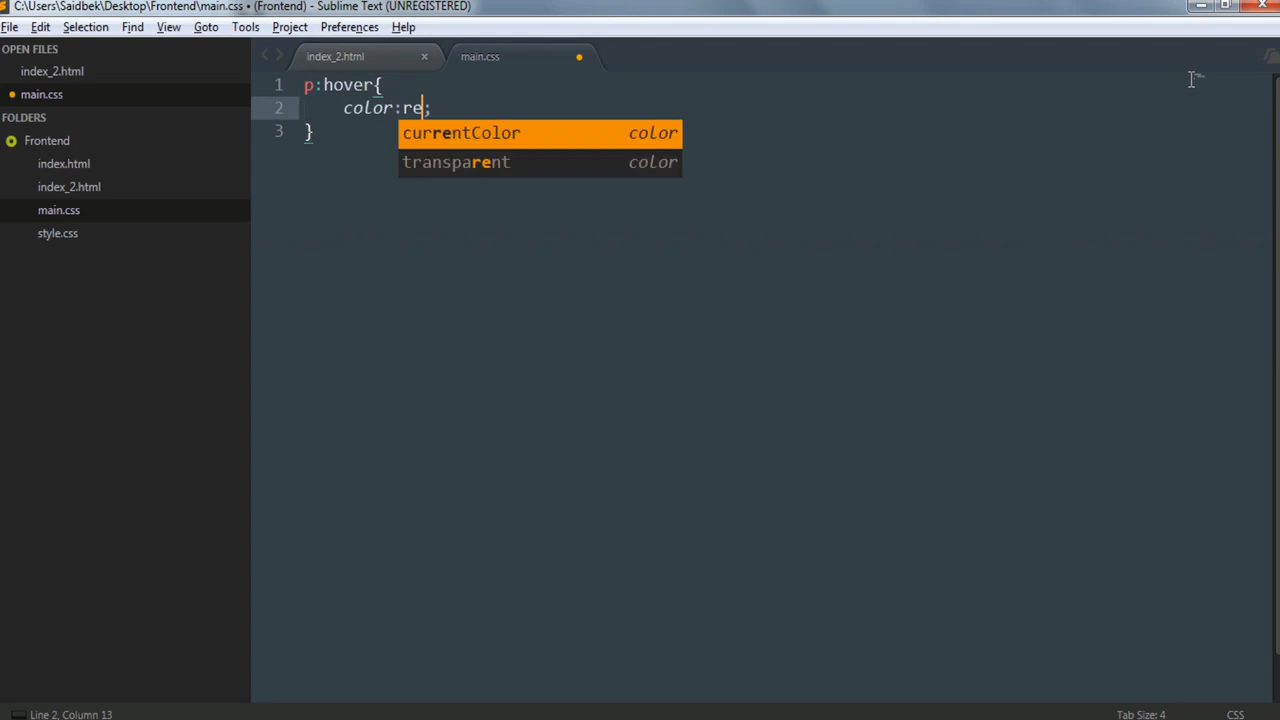 C:\Users\Saidbek\Desktop\Frontend\main.css • (Frontend) - Sublime Text (UNREGISTERED)
File Edit Selection Find View Goto Tools Project Preferences Help
OPEN FILES
index_2.html
main.css
FOLDERS
Frontend
index.html
index_2.html
main.css
style.css
index_2.html main.css
1 p:hover{
2 color:re;
3 }
currentColor color
transparent color
Line 2, Column 13 Tab Size: 4 CSS